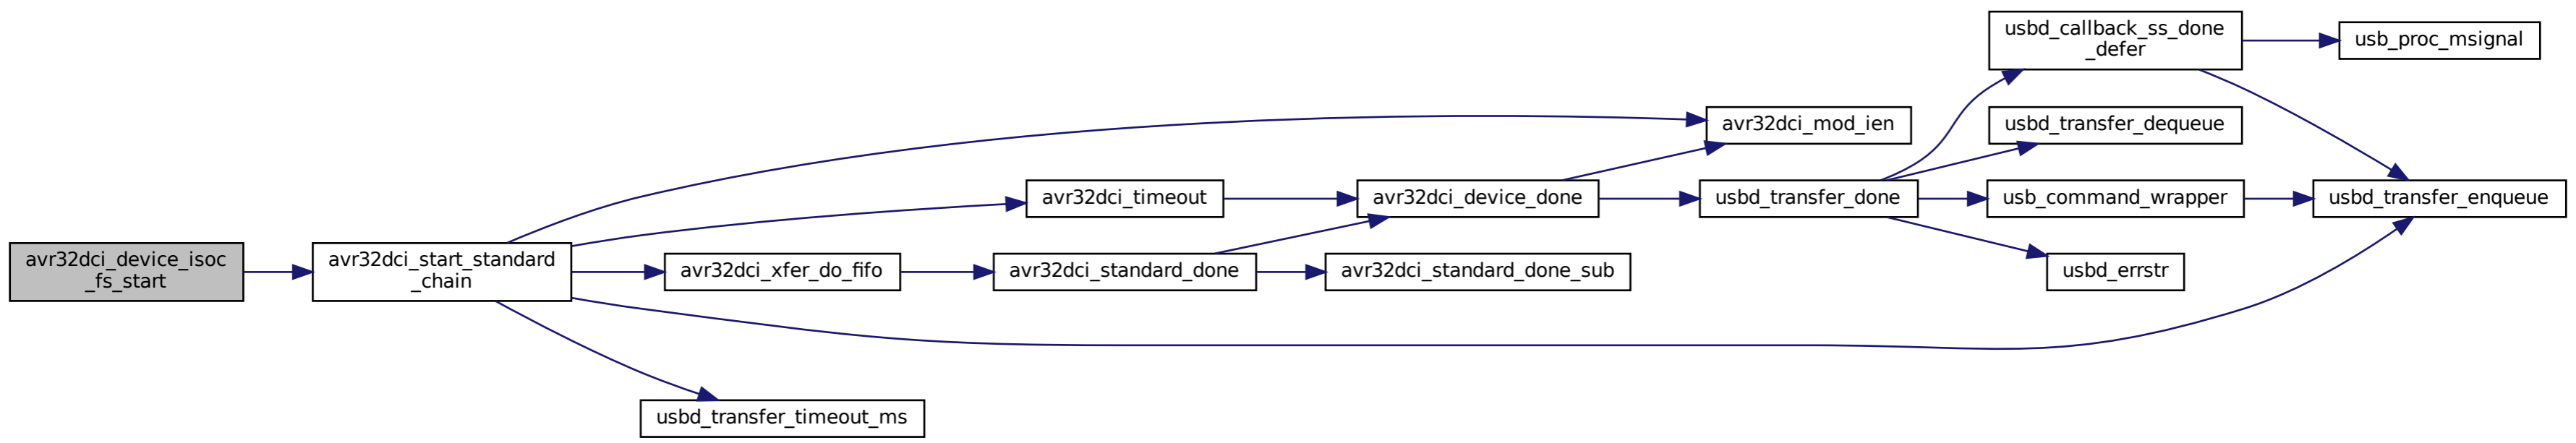 avr32dci_device_isoc
_fs_start
avr32dci_start_standard
_chain
avr32dci_mod_ien
avr32dci_timeout
avr32dci_device_done
usbd_transfer_done
usbd_callback_ss_done
_defer
usb_proc_msignal
usbd_transfer_dequeue
usb_command_wrapper
usbd_transfer_enqueue
usbd_errstr
avr32dci_xfer_do_fifo
avr32dci_standard_done
avr32dci_standard_done_sub
usbd_transfer_timeout_ms